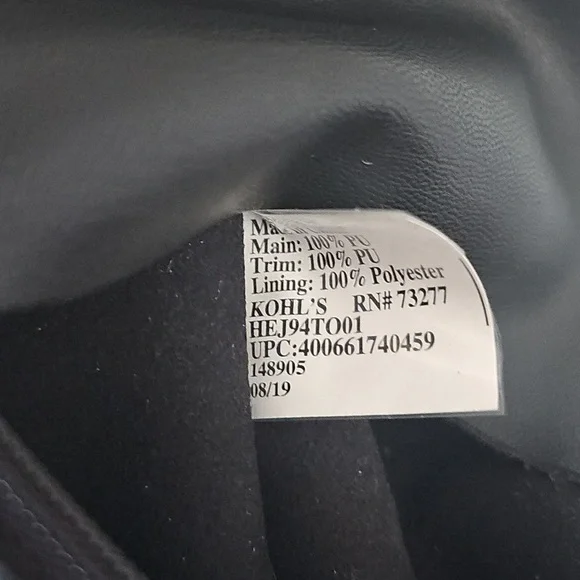 Main: 100% PU
Trim: 100% PU
Lining: 100% Polyester
KOHL'S RN# 73277
HEJ94TO01
UPC:400661740459
148905
08/19